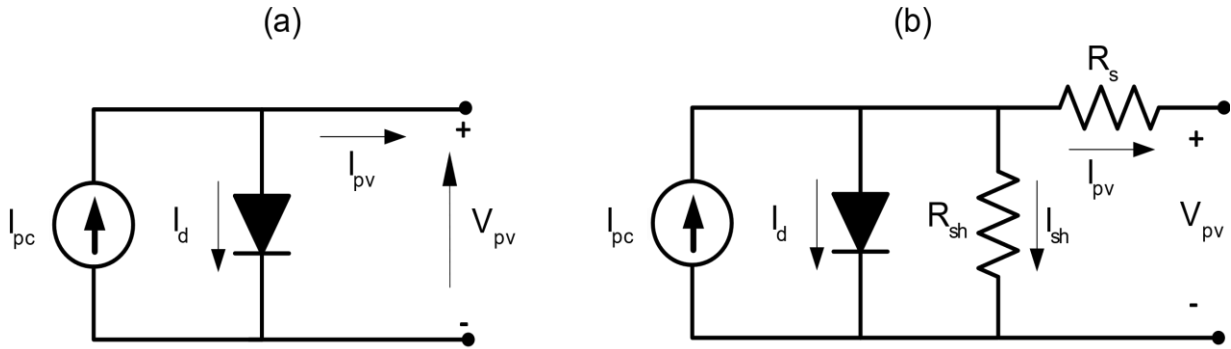 (a)
I_pc
I_d
I_pv
+
V_pv
-
(b)
R_s
I_pc
I_d
R_sh
I_sh
I_pv
+
V_pv
-